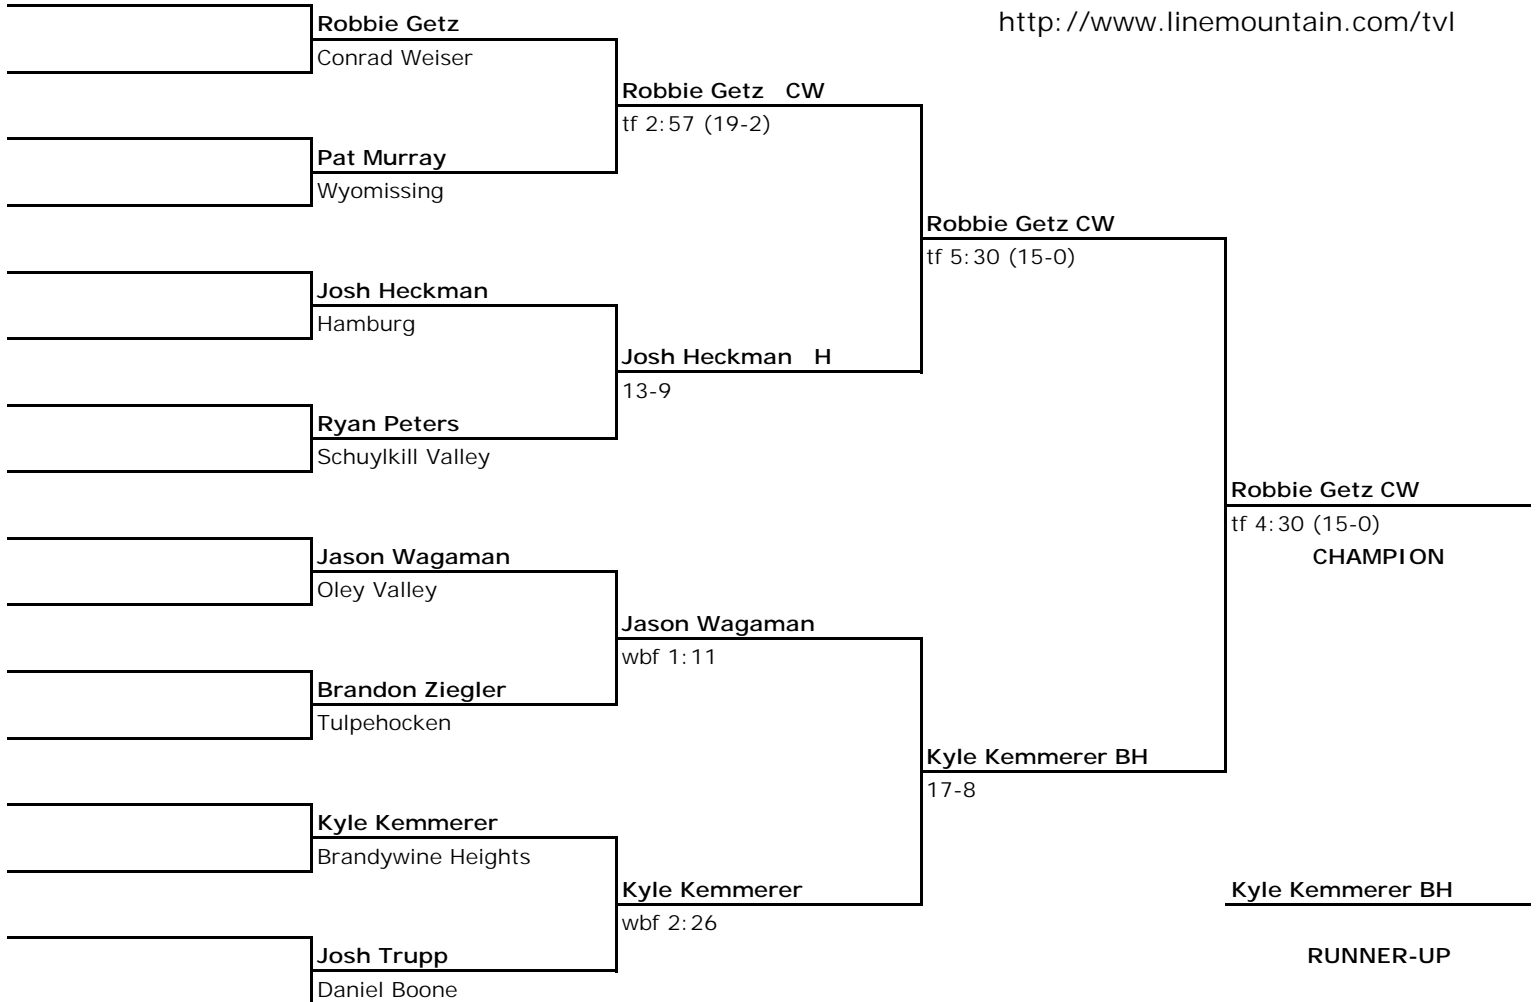 http://www.linemountain.com/tvl
Robbie Getz
Conrad Weiser
Robbie Getz CW
tf 2:57 (19-2)
Pat Murray
Wyomissing
Robbie Getz CW
tf 5:30 (15-0)
Josh Heckman
Hamburg
Josh Heckman H
13-9
Ryan Peters
Schuylkill Valley
Robbie Getz CW
tf 4:30 (15-0)
CHAMPION
Jason Wagaman
Oley Valley
Jason Wagaman
wbf 1:11
Brandon Ziegler
Tulpehocken
Kyle Kemmerer BH
17-8
Kyle Kemmerer
Brandywine Heights
Kyle Kemmerer
wbf 2:26
Kyle Kemmerer BH
RUNNER-UP
Josh Trupp
Daniel Boone